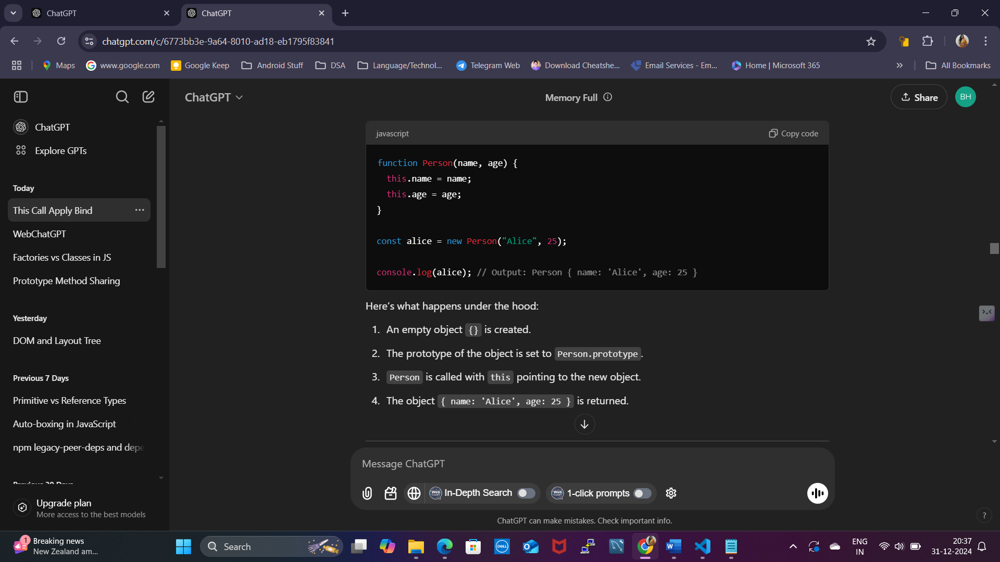 ChatGPT
ChatGPT
chatgpt.com/c/6773bb3e-9a64-8010-ad18-eb1795f83841
Maps
www.google.com
Google Keep
Android Stuff
DSA
Language/Technol...
Telegram Web
Download Cheatshe...
Email Services - Em...
Home | Microsoft 365
All Bookmarks
ChatGPT
Memory Full
Share
BH
ChatGPT
Explore GPTs
Today
This Call Apply Bind
WebChatGPT
Factories vs Classes in JS
Prototype Method Sharing
Yesterday
DOM and Layout Tree
Previous 7 Days
Primitive vs Reference Types
Auto-boxing in JavaScript
npm legacy-peer-deps and depe
Previous 30 Days
Upgrade plan
More access to the best models
javascript
Copy code
function Person(name, age) {
this.name = name;
this.age = age;
}
const alice = new Person("Alice", 25);
console.log(alice); // Output: Person { name: 'Alice', age: 25 }
Here's what happens under the hood:
1. An empty object {} is created.
2. The prototype of the object is set to Person.prototype.
3. Person is called with this pointing to the new object.
4. The object { name: 'Alice', age: 25 } is returned.
Message ChatGPT
In-Depth Search
1-click prompts
ChatGPT can make mistakes. Check important info.
?
1
Breaking news
New Zealand am...
Search
DELL
ENG
IN
20:37
31-12-2024